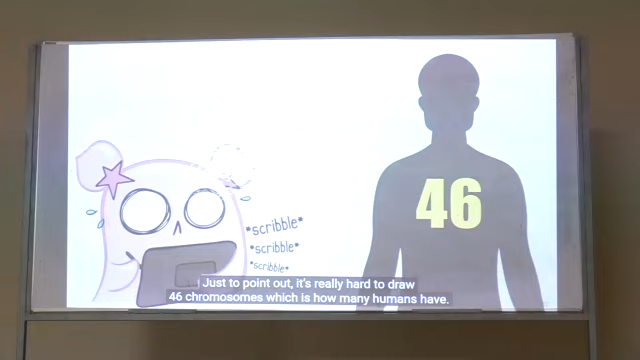 46
*scribble*
*scribble*
*scribble*
Just to point out, it's really hard to draw
46 chromosomes which is how many humans have.